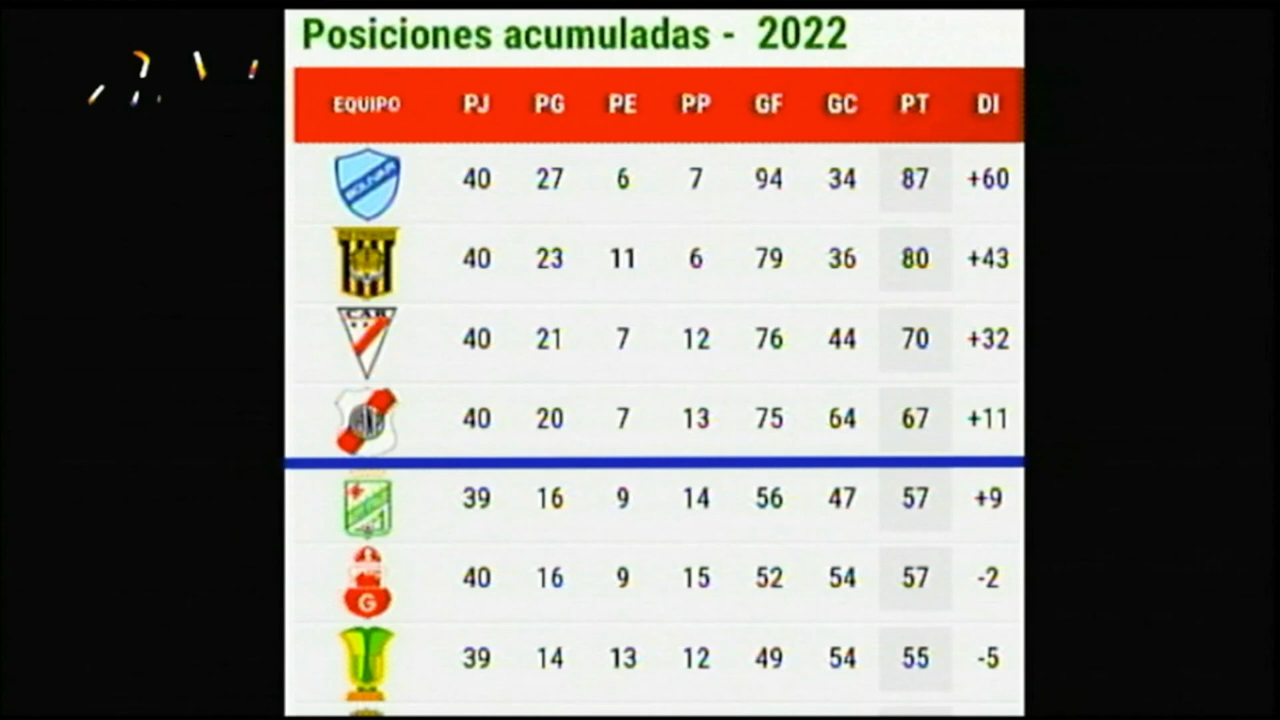 Posiciones acumuladas - 2022
EQUIPO PJ PG PE PP GF GC PT DI
BOLIVAR 40 27 6 7 94 34 87 +60
40 23 11 6 79 36 80 +43
CAR 40 21 7 12 76 44 70 +32
40 20 7 13 75 64 67 +11
39 16 9 14 56 47 57 +9
G 40 16 9 15 52 54 57 -2
39 14 13 12 49 54 55 -5